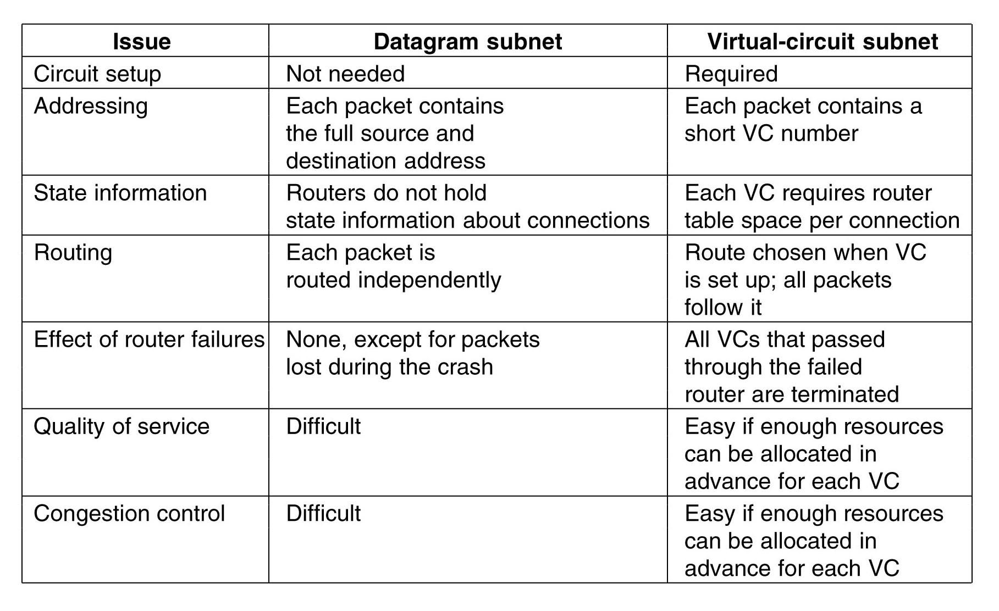 Issue Datagram subnet Virtual-circuit subnet
Circuit setup Not needed Required
Addressing Each packet contains Each packet contains a
the full source and short VC number
destination address
State information Routers do not hold Each VC requires router
state information about connections table space per connection
Routing Each packet is Route chosen when VC
routed independently is set up; all packets
follow it
Effect of router failures None, except for packets All VCs that passed
lost during the crash through the failed
router are terminated
Quality of service Difficult Easy if enough resources
can be allocated in
advance for each VC
Congestion control Difficult Easy if enough resources
can be allocated in
advance for each VC